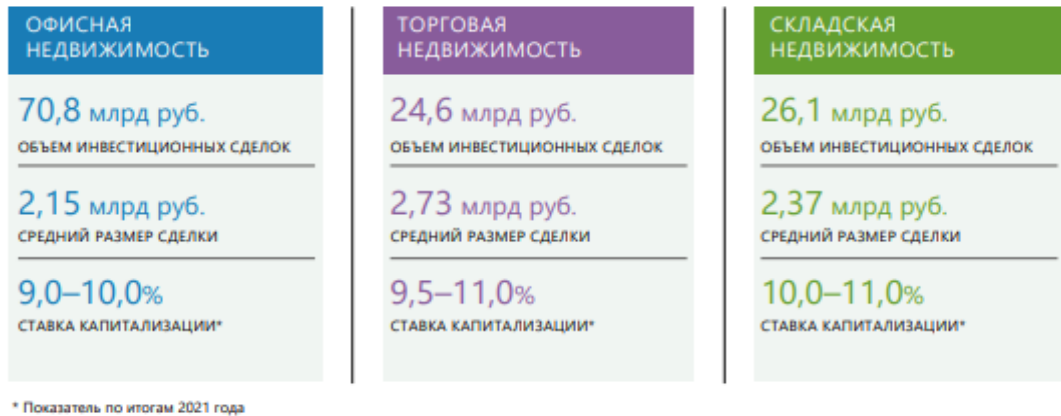 ОФИСНАЯ
НЕДВИЖИМОСТЬ
70,8 млрд руб.
ОБЪЕМ ИНВЕСТИЦИОННЫХ СДЕЛОК
2,15 млрд руб.
СРЕДНИЙ РАЗМЕР СДЕЛКИ
9,0–10,0%
СТАВКА КАПИТАЛИЗАЦИИ*
ТОРГОВАЯ
НЕДВИЖИМОСТЬ
24,6 млрд руб.
ОБЪЕМ ИНВЕСТИЦИОННЫХ СДЕЛОК
2,73 млрд руб.
СРЕДНИЙ РАЗМЕР СДЕЛКИ
9,5–11,0%
СТАВКА КАПИТАЛИЗАЦИИ*
СКЛАДСКАЯ
НЕДВИЖИМОСТЬ
26,1 млрд руб.
ОБЪЕМ ИНВЕСТИЦИОННЫХ СДЕЛОК
2,37 млрд руб.
СРЕДНИЙ РАЗМЕР СДЕЛКИ
10,0–11,0%
СТАВКА КАПИТАЛИЗАЦИИ*
* Показатель по итогам 2021 года